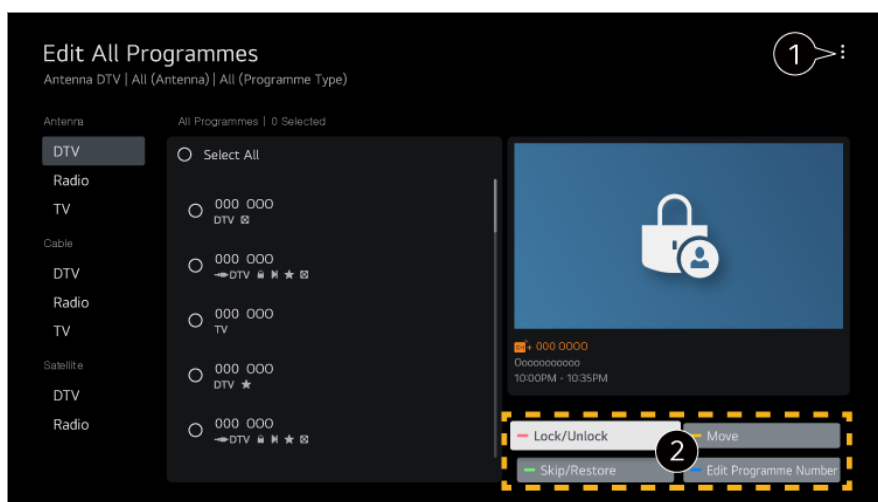 Edit All Programmes
Antenna DTV | All (Antenna) | All (Programme Type)
1
Antenna
DTV
Radio
TV
Cable
DTV
Radio
TV
Satellite
DTV
Radio
All Programmes | 0 Selected
Select All
000 000
DTV
000 000
DTV
000 000
TV
000 000
DTV
000 000
DTV
+ 000 0000
Ooooooooooo
10:00PM - 10:35PM
Lock/Unlock
Move
2
Skip/Restore
Edit Programme Number